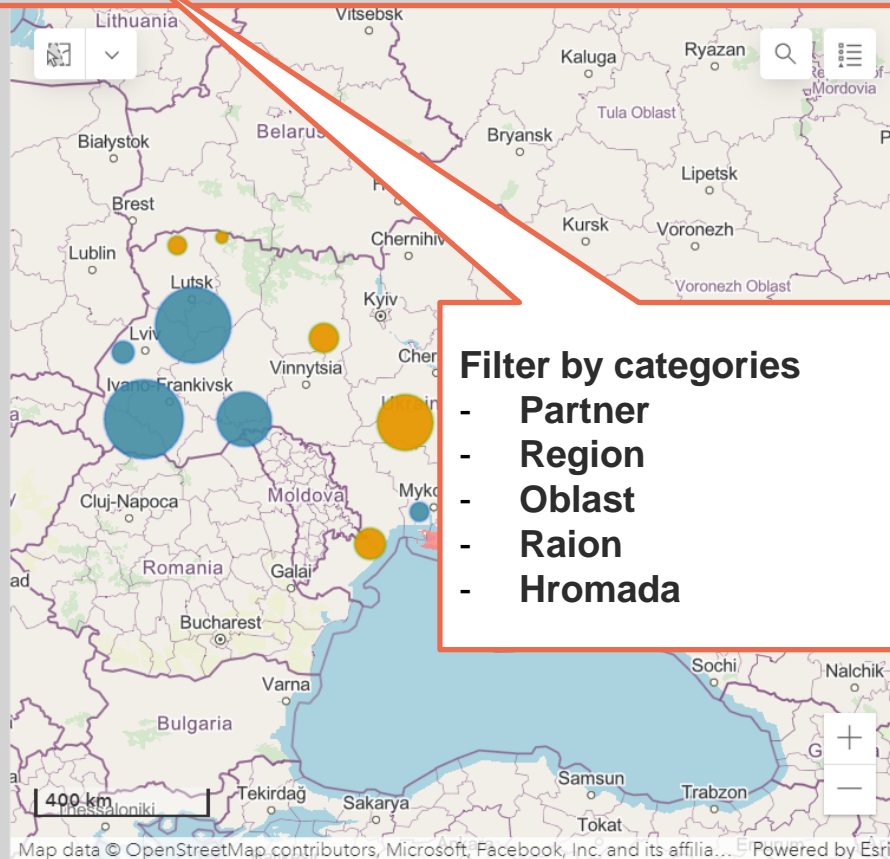 Lithuania
Vitsebsk
Kaluga
Ryazan
Mordovia
Tula Oblast
Białystok
Belarus
Bryansk
Lipetsk
Brest
Kursk
Voronezh
Chernihiv
Lublin
Lutsk
Voronezh Oblast
Kyiv
Lviv
Vinnytsia
Ivano-Frankivsk
Filter by categories
- Partner
- Region
- Oblast
- Raion
- Hromada
Cluj-Napoca
Moldova
Romania
Galai
Bucharest
Sochi
Nalchik
Varna
Bulgaria
400 km
Thessaloniki
Tekirdağ
Sakarya
Samsun
Trabzon
Tokat
Map data © OpenStreetMap contributors, Microsoft, Facebook, Inc. and its affilia... Powered by Esri